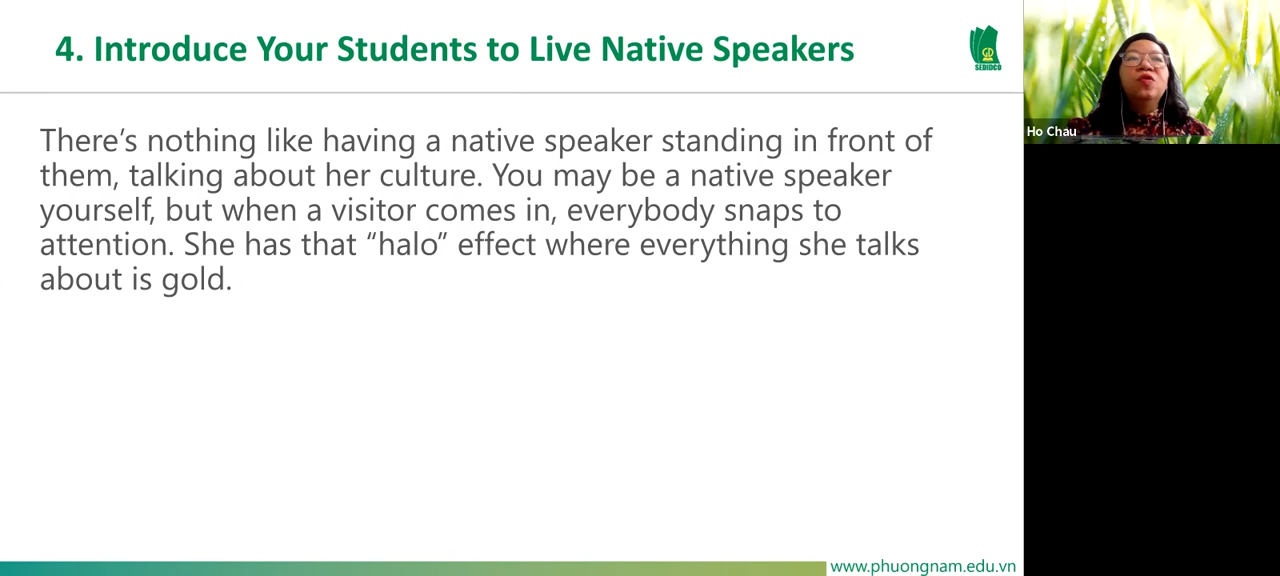 4. Introduce Your Students to Live Native Speakers
SEDIDCO
Ho Chau
There’s nothing like having a native speaker standing in front of
them, talking about her culture. You may be a native speaker
yourself, but when a visitor comes in, everybody snaps to
attention. She has that “halo” effect where everything she talks
about is gold.
www.phuongnam.edu.vn